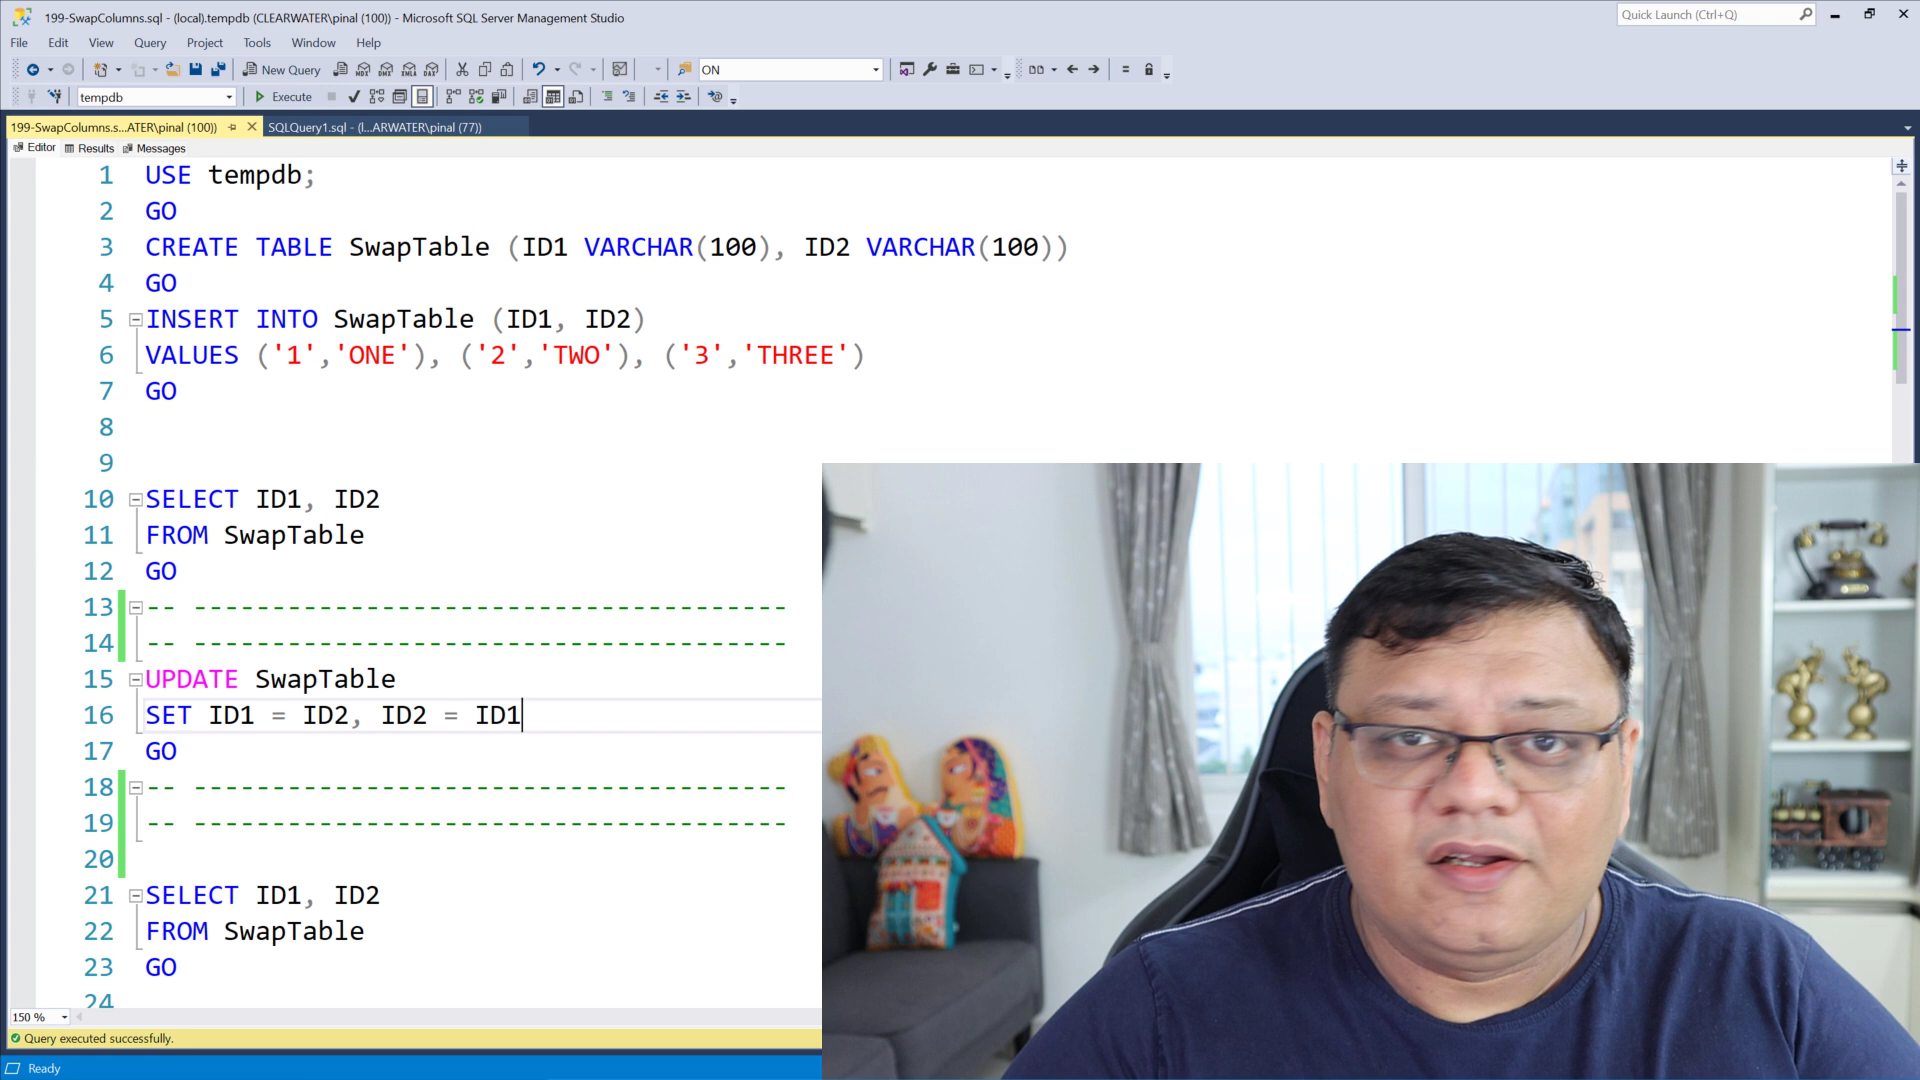 199-SwapColumns.sql - (local).tempdb (CLEARWATER\pinal (100)) - Microsoft SQL Server Management Studio
Quick Launch (Ctrl+Q)
File Edit View Query Project Tools Window Help
New Query
MDX DMX XMLA DAX
ON
tempdb
Execute
199-SwapColumns.s...ATER\pinal (100))
SQLQuery1.sql - (l...ARWATER\pinal (77))
Editor Results Messages
1 USE tempdb;
2 GO
3 CREATE TABLE SwapTable (ID1 VARCHAR(100), ID2 VARCHAR(100))
4 GO
5 INSERT INTO SwapTable (ID1, ID2)
6 VALUES ('1','ONE'), ('2','TWO'), ('3','THREE')
7 GO
8
9
10 SELECT ID1, ID2
11 FROM SwapTable
12 GO
13 -- --------------------------------------
14 -- --------------------------------------
15 UPDATE SwapTable
16 SET ID1 = ID2, ID2 = ID1
17 GO
18 -- --------------------------------------
19 -- --------------------------------------
20
21 SELECT ID1, ID2
22 FROM SwapTable
23 GO
24
150 %
Query executed successfully.
Ready